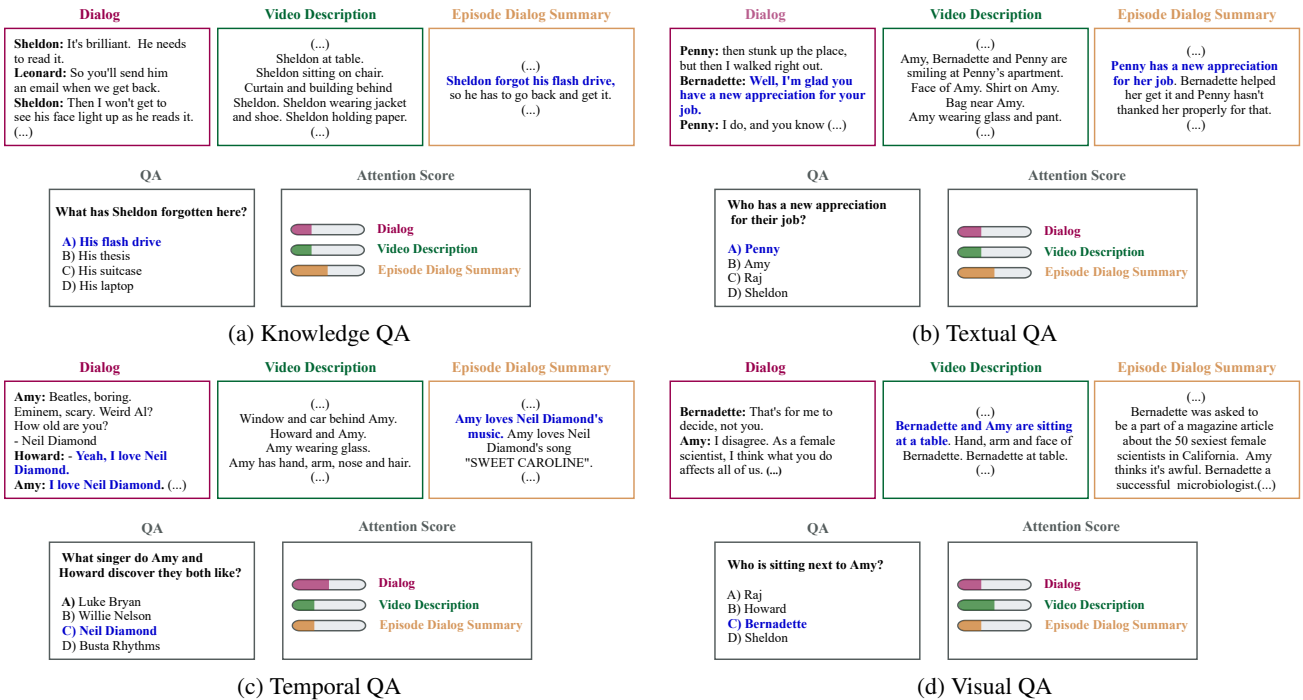 Dialog
Video Description
Episode Dialog Summary
Sheldon: It's brilliant. He needs
to read it.
Leonard: So you'll send him
an email when we get back.
Sheldon: Then I won't get to
see his face light up as he reads it.
(...)
(...)
Sheldon at table.
Sheldon sitting on chair.
Curtain and building behind
Sheldon. Sheldon wearing jacket
and shoe. Sheldon holding paper.
(...)
(...)
Sheldon forgot his flash drive,
so he has to go back and get it.
(...)
QA
Attention Score
What has Sheldon forgotten here?
A) His flash drive
B) His thesis
C) His suitcase
D) His laptop
Dialog
Video Description
Episode Dialog Summary
(a) Knowledge QA
Dialog
Video Description
Episode Dialog Summary
Penny: then stunk up the place,
but then I walked right out.
Bernadette: Well, I'm glad you
have a new appreciation for your
job.
Penny: I do, and you know (...)
(...)
Amy, Bernadette and Penny are
smiling at Penny's apartment.
Face of Amy. Shirt on Amy.
Bag near Amy.
Amy wearing glass and pant.
(...)
(...)
Penny has a new appreciation
for her job. Bernadette helped
her get it and Penny hasn't
thanked her properly for that.
(...)
QA
Attention Score
Who has a new appreciation
for their job?
A) Penny
B) Amy
C) Raj
D) Sheldon
Dialog
Video Description
Episode Dialog Summary
(b) Textual QA
Dialog
Video Description
Episode Dialog Summary
Amy: Beatles, boring.
Eminem, scary. Weird Al?
How old are you?
- Neil Diamond
Howard: - Yeah, I love Neil
Diamond.
Amy: I love Neil Diamond. (...)
(...)
Window and car behind Amy.
Howard and Amy.
Amy wearing glass.
Amy has hand, arm, nose and hair.
(...)
(...)
Amy loves Neil Diamond's
music. Amy loves Neil
Diamond's song
"SWEET CAROLINE".
(...)
QA
Attention Score
What singer do Amy and
Howard discover they both like?
A) Luke Bryan
B) Willie Nelson
C) Neil Diamond
D) Busta Rhythms
Dialog
Video Description
Episode Dialog Summary
(c) Temporal QA
Dialog
Video Description
Episode Dialog Summary
Bernadette: That's for me to
decide, not you.
Amy: I disagree. As a female
scientist, I think what you do
affects all of us. (...)
(...)
Bernadette and Amy are sitting
at a table. Hand, arm and face of
Bernadette. Bernadette at table.
(...)
(...)
Bernadette was asked to
be a part of a magazine article
about the 50 sexiest female
scientists in California. Amy
thinks it's awful. Bernadette a
successful microbiologist.(...)
QA
Attention Score
Who is sitting next to Amy?
A) Raj
B) Howard
C) Bernadette
D) Sheldon
Dialog
Video Description
Episode Dialog Summary
(d) Visual QA